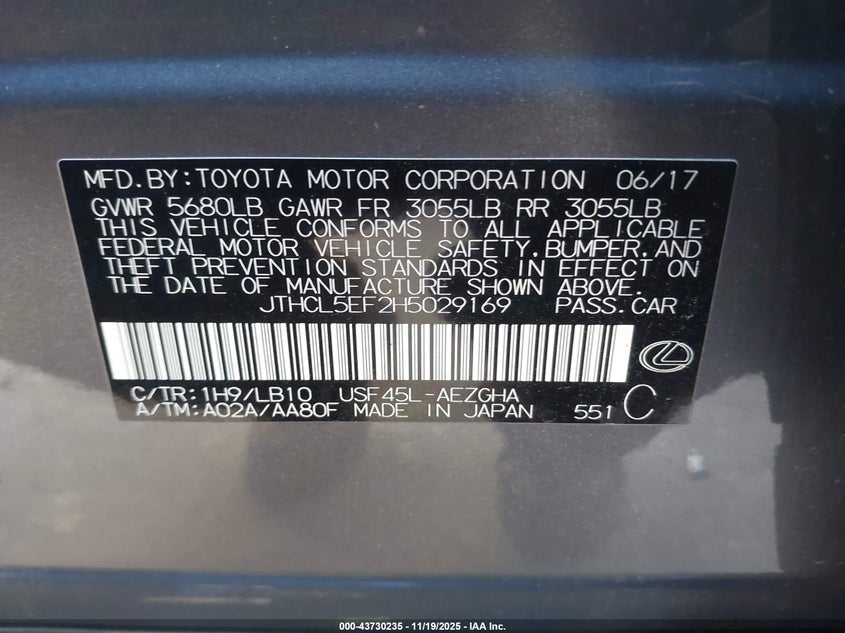 MFD.BY:TOYOTA MOTOR CORPORATION 06/17
GVWR 5680LB GAWR FR 3055LB RR 3055LB
THIS VEHICLE CONFORMS TO ALL APPLICABLE
FEDERAL MOTOR VEHICLE SAFETY,BUMPER,AND
THEFT PREVENTION STANDARDS IN EFFECT ON
THE DATE OF MANUFACTURE SHOWN ABOVE.
JTHCL5EF2H5029169 PASS.CAR
C/TR:1H9/LB10 USF45L-AEZGHA
A/TM:A02A/AA80F MADE IN JAPAN 551 C
000-43730235 - 11/19/2025 - IAA Inc.